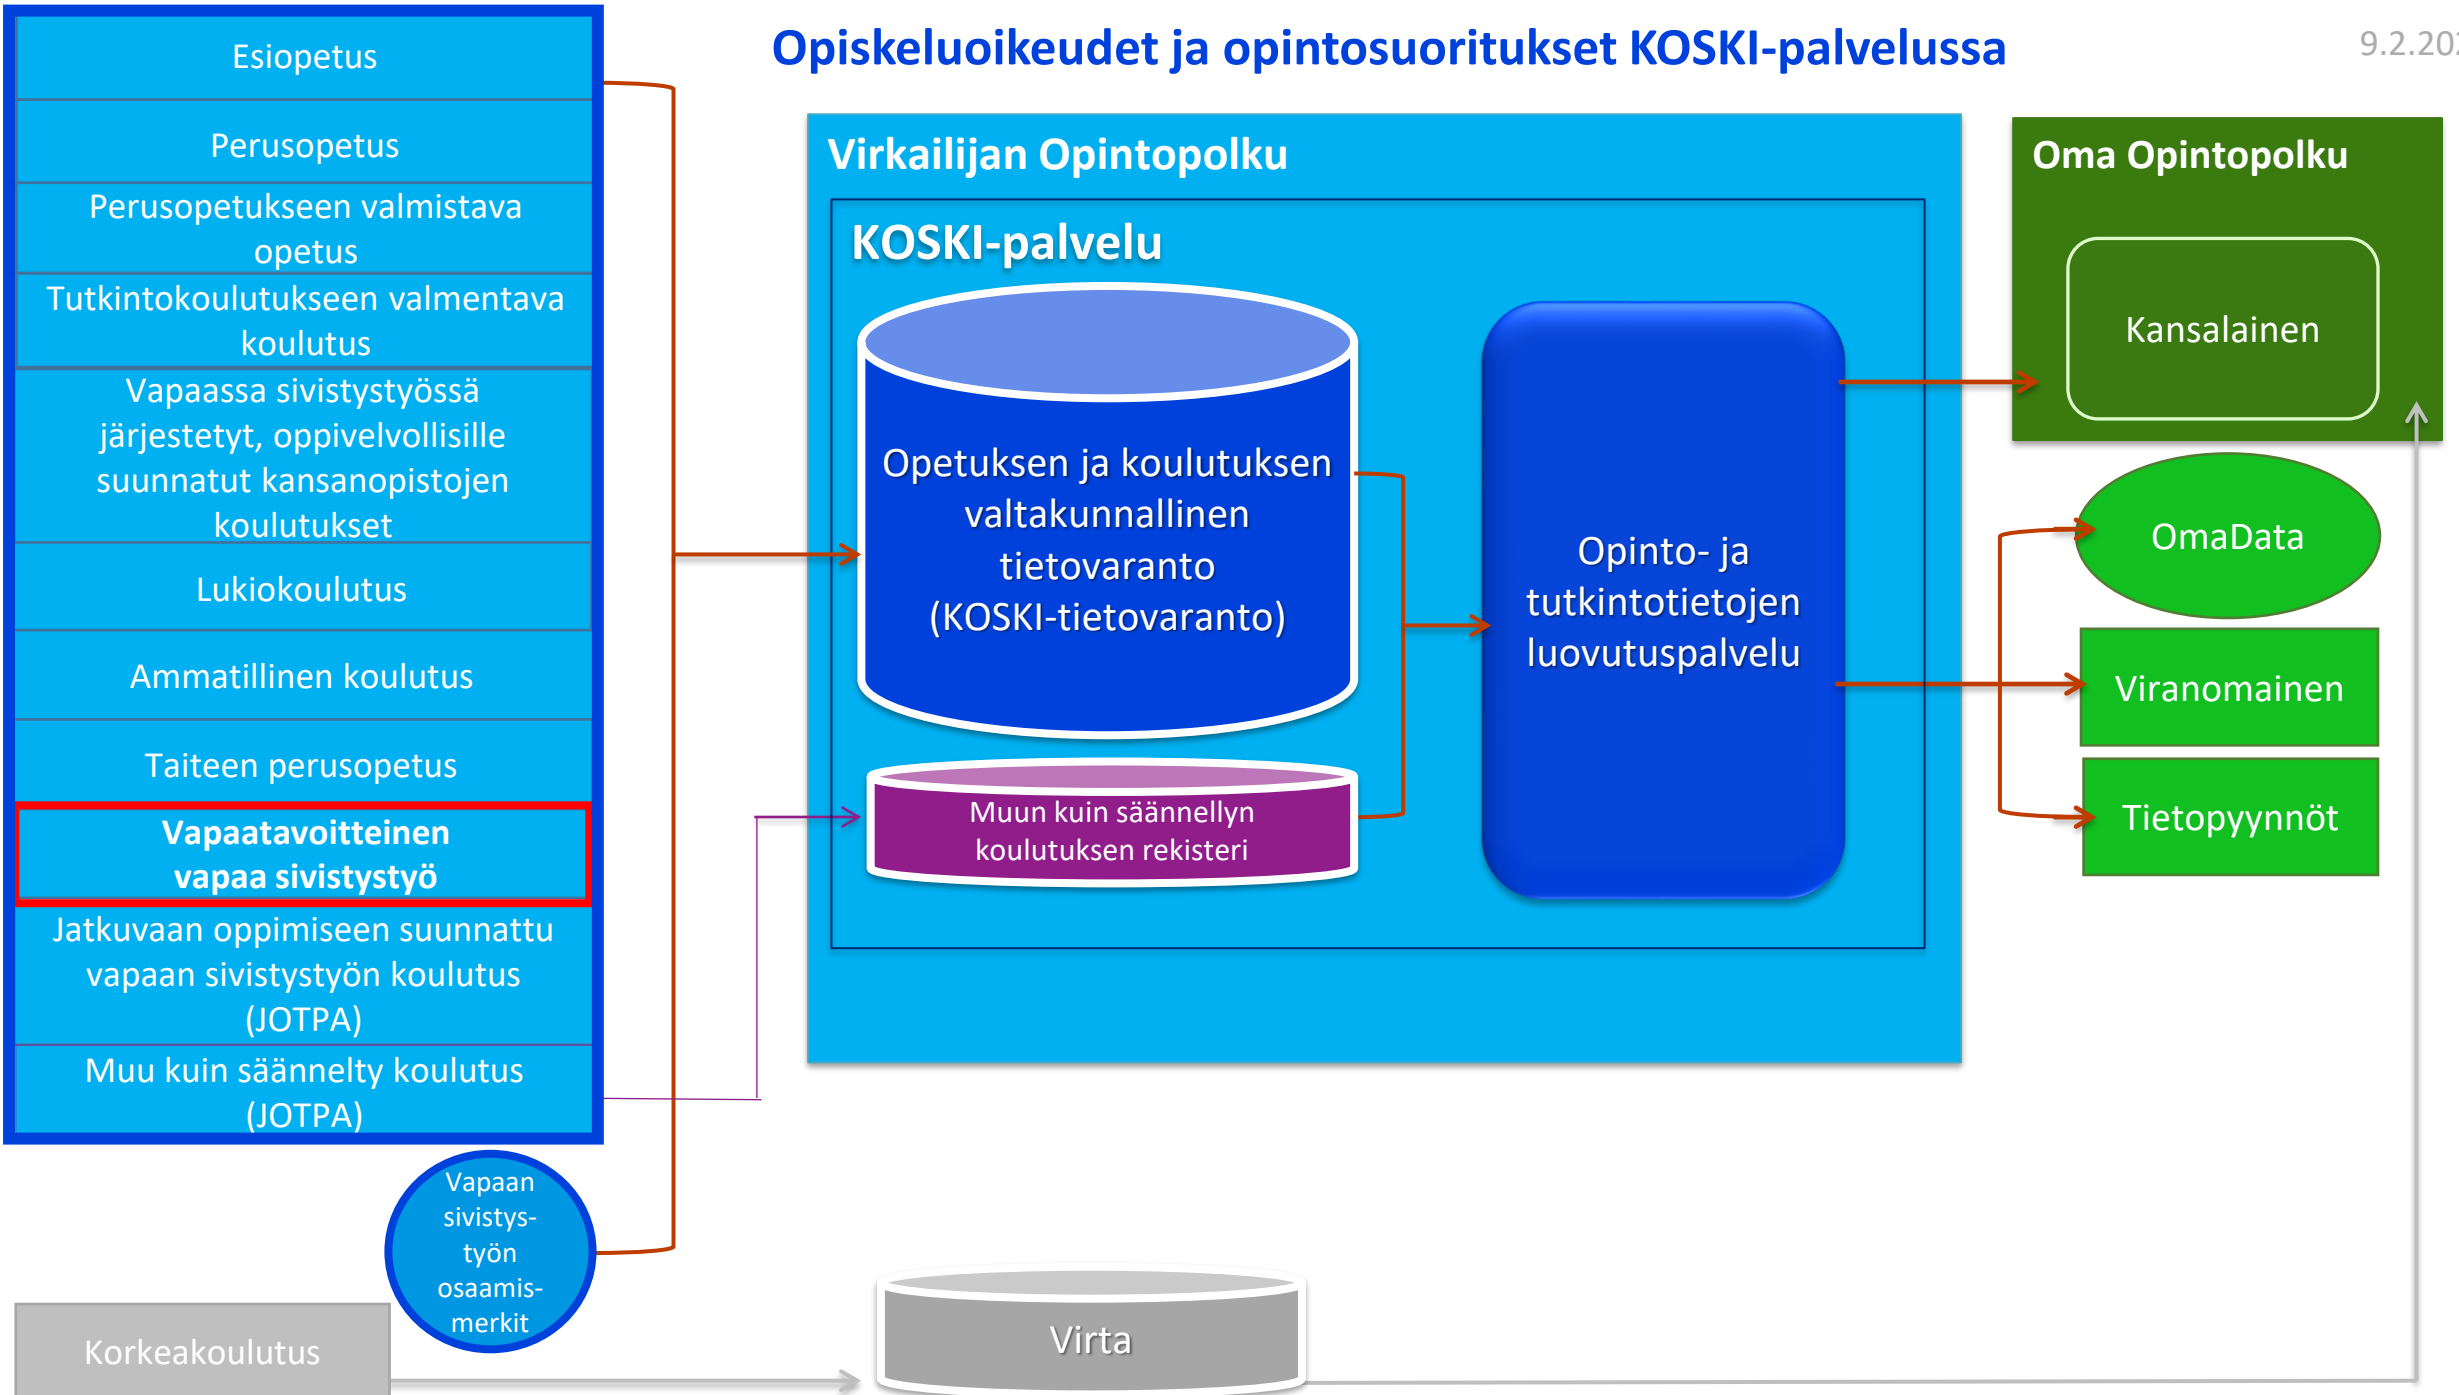 Opiskeluoikeudet ja opintosuoritukset KOSKI-palvelussa
9.2.202
Esiopetus
Perusopetus
Perusopetukseen valmistava
opetus
Tutkintokoulutukseen valmentava
koulutus
Vapaassa sivistystyössä
järjestetyt, oppivelvollisille
suunnatut kansanopistojen
koulutukset
Lukiokoulutus
Ammatillinen koulutus
Taiteen perusopetus
Vapaatavoitteinen
vapaa sivistystyö
Jatkuvaan oppimiseen suunnattu
vapaan sivistystyön koulutus
(JOTPA)
Muu kuin säännelty koulutus
(JOTPA)
Vapaan
sivistys-
työn
osaamis-
merkit
Korkeakoulutus
Virkailijan Opintopolku
KOSKI-palvelu
Opetuksen ja koulutuksen
valtakunnallinen
tietovaranto
(KOSKI-tietovaranto)
Muun kuin säännellyn
koulutuksen rekisteri
Opinto- ja
tutkintotietojen
luovutuspalvelu
Virta
Oma Opintopolku
Kansalainen
OmaData
Viranomainen
Tietopyynnöt